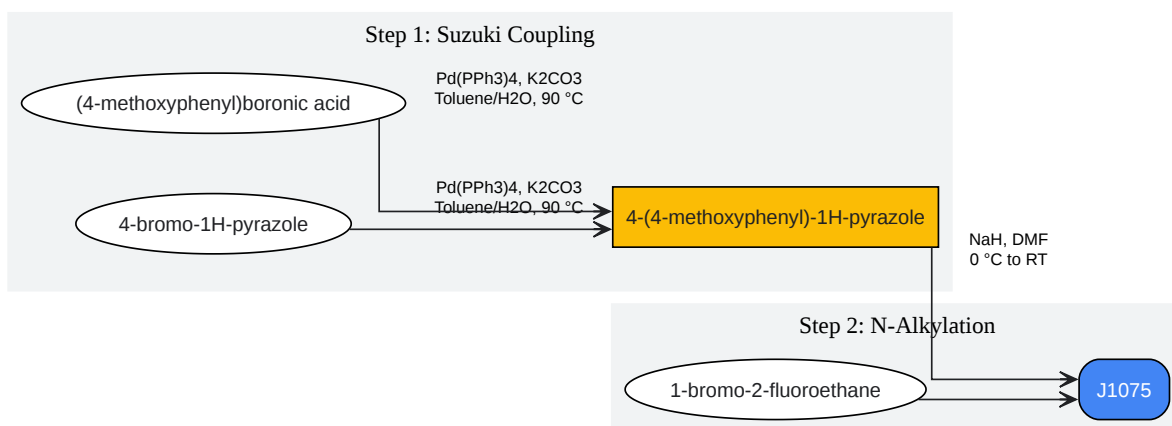 Step 1: Suzuki Coupling
(4-methoxyphenyl)boronic acid
Pd(PPh3)4, K2CO3
Toluene/H2O, 90 °C
4-bromo-1H-pyrazole
Pd(PPh3)4, K2CO3
Toluene/H2O, 90 °C
4-(4-methoxyphenyl)-1H-pyrazole
NaH, DMF
0 °C to RT
Step 2: N-Alkylation
1-bromo-2-fluoroethane
J1075